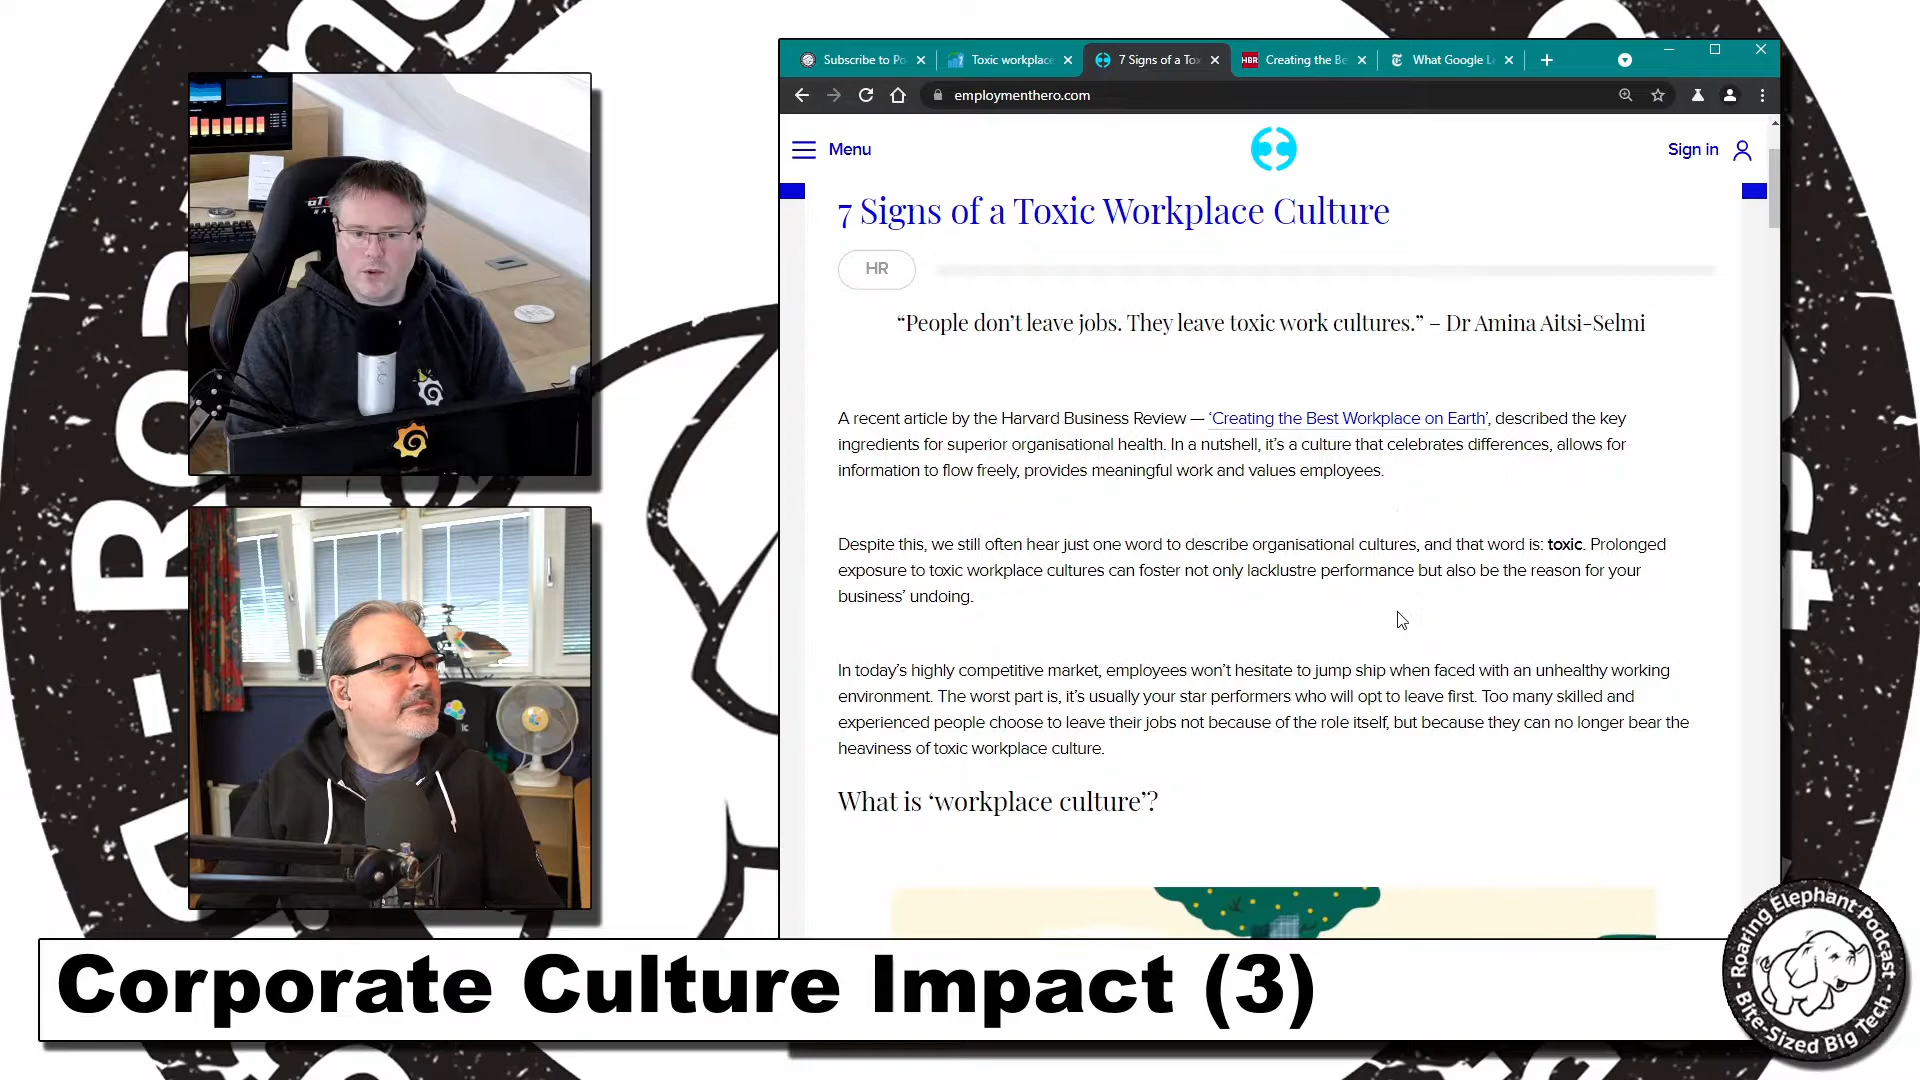 Subscribe to Po
Toxic workplace
7 Signs of a Tox
HBR
Creating the Be
What Google Le
employmenthero.com
Menu
Sign in
7 Signs of a Toxic Workplace Culture
HR
“People don’t leave jobs. They leave toxic work cultures.” – Dr Amina Aitsi-Selmi
A recent article by the Harvard Business Review — ‘Creating the Best Workplace on Earth’, described the key
ingredients for superior organisational health. In a nutshell, it’s a culture that celebrates differences, allows for
information to flow freely, provides meaningful work and values employees.
Despite this, we still often hear just one word to describe organisational cultures, and that word is: toxic. Prolonged
exposure to toxic workplace cultures can foster not only lacklustre performance but also be the reason for your
business’ undoing.
In today’s highly competitive market, employees won’t hesitate to jump ship when faced with an unhealthy working
environment. The worst part is, it’s usually your star performers who will opt to leave first. Too many skilled and
experienced people choose to leave their jobs not because of the role itself, but because they can no longer bear the
heaviness of toxic workplace culture.
What is ‘workplace culture’?
Corporate Culture Impact (3)
- Roaring Elephant Podcast -
Bite-Sized Big Tech